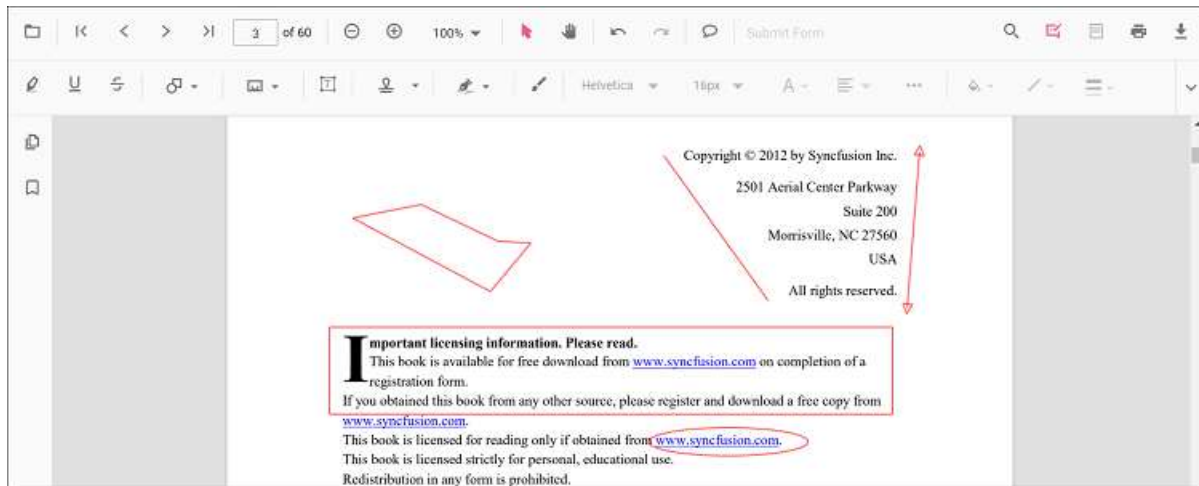 3 of 60 100% Submit Form
Helvetica 16px A
Copyright © 2012 by Syncfusion Inc.
2501 Aerial Center Parkway
Suite 200
Morrisville, NC 27560
USA
All rights reserved.
Important licensing information. Please read.
This book is available for free download from www.syncfusion.com on completion of a
registration form.
If you obtained this book from any other source, please register and download a free copy from
www.syncfusion.com.
This book is licensed for reading only if obtained from www.syncfusion.com.
This book is licensed strictly for personal, educational use.
Redistribution in any form is prohibited.